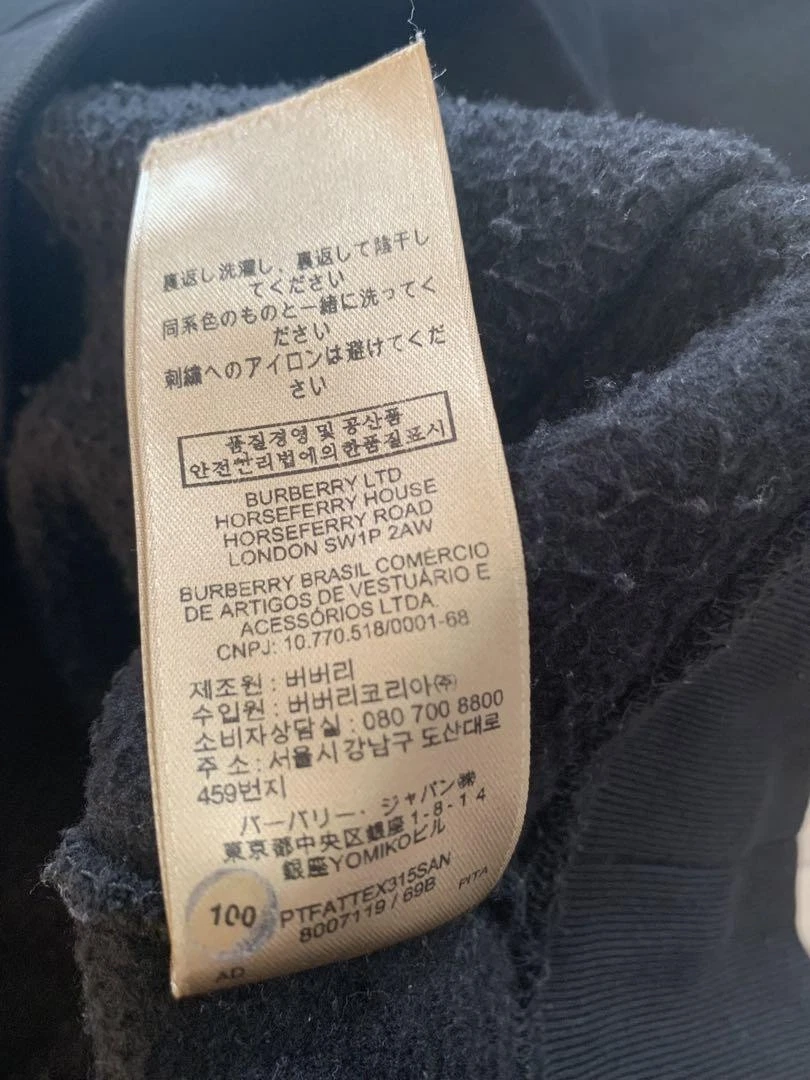 裏返し洗濯し、裏返して陰干し
てください
同系色のものと一緒に洗ってく
ださい
刺繍へのアイロンは避けてくだ
さい
품질경영 및 공산품
안전관리법에의한품질표시
BURBERRY LTD
HORSEFERRY HOUSE
HORSEFERRY ROAD
LONDON SW1P 2AW
BURBERRY BRASIL COMÉRCIO
DE ARTIGOS DE VESTUÁRIO E
ACESSÓRIOS LTDA
CNPJ: 10.770.518/0001-68
제조원 : 버버리
수입원 : 버버리코리아㈜
소비자상담실 : 080 700 8800
주 소 : 서울시 강남구 도산대로
459번지
バーバリー・ジャパン㈱
東京都中央区銀座1-8-14
銀座YOMIKOビル
100 PTFATTEX315SAN
8007119 / 69B PITA
AD